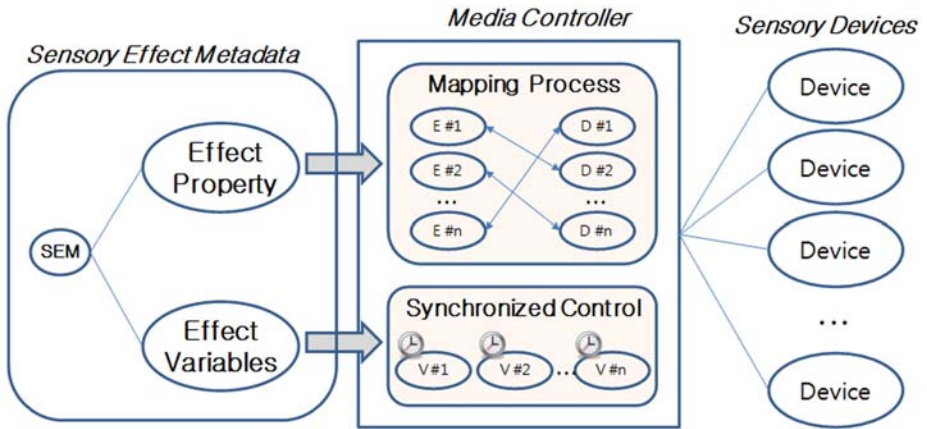 Sensory Effect Metadata
SEM
Effect
Property
Effect
Variables
Media Controller
Mapping Process
E #1
D #1
E #2
D #2
...
...
E #n
D #n
Synchronized Control
V #1
V #2
...
V #n
Sensory Devices
Device
Device
Device
...
Device